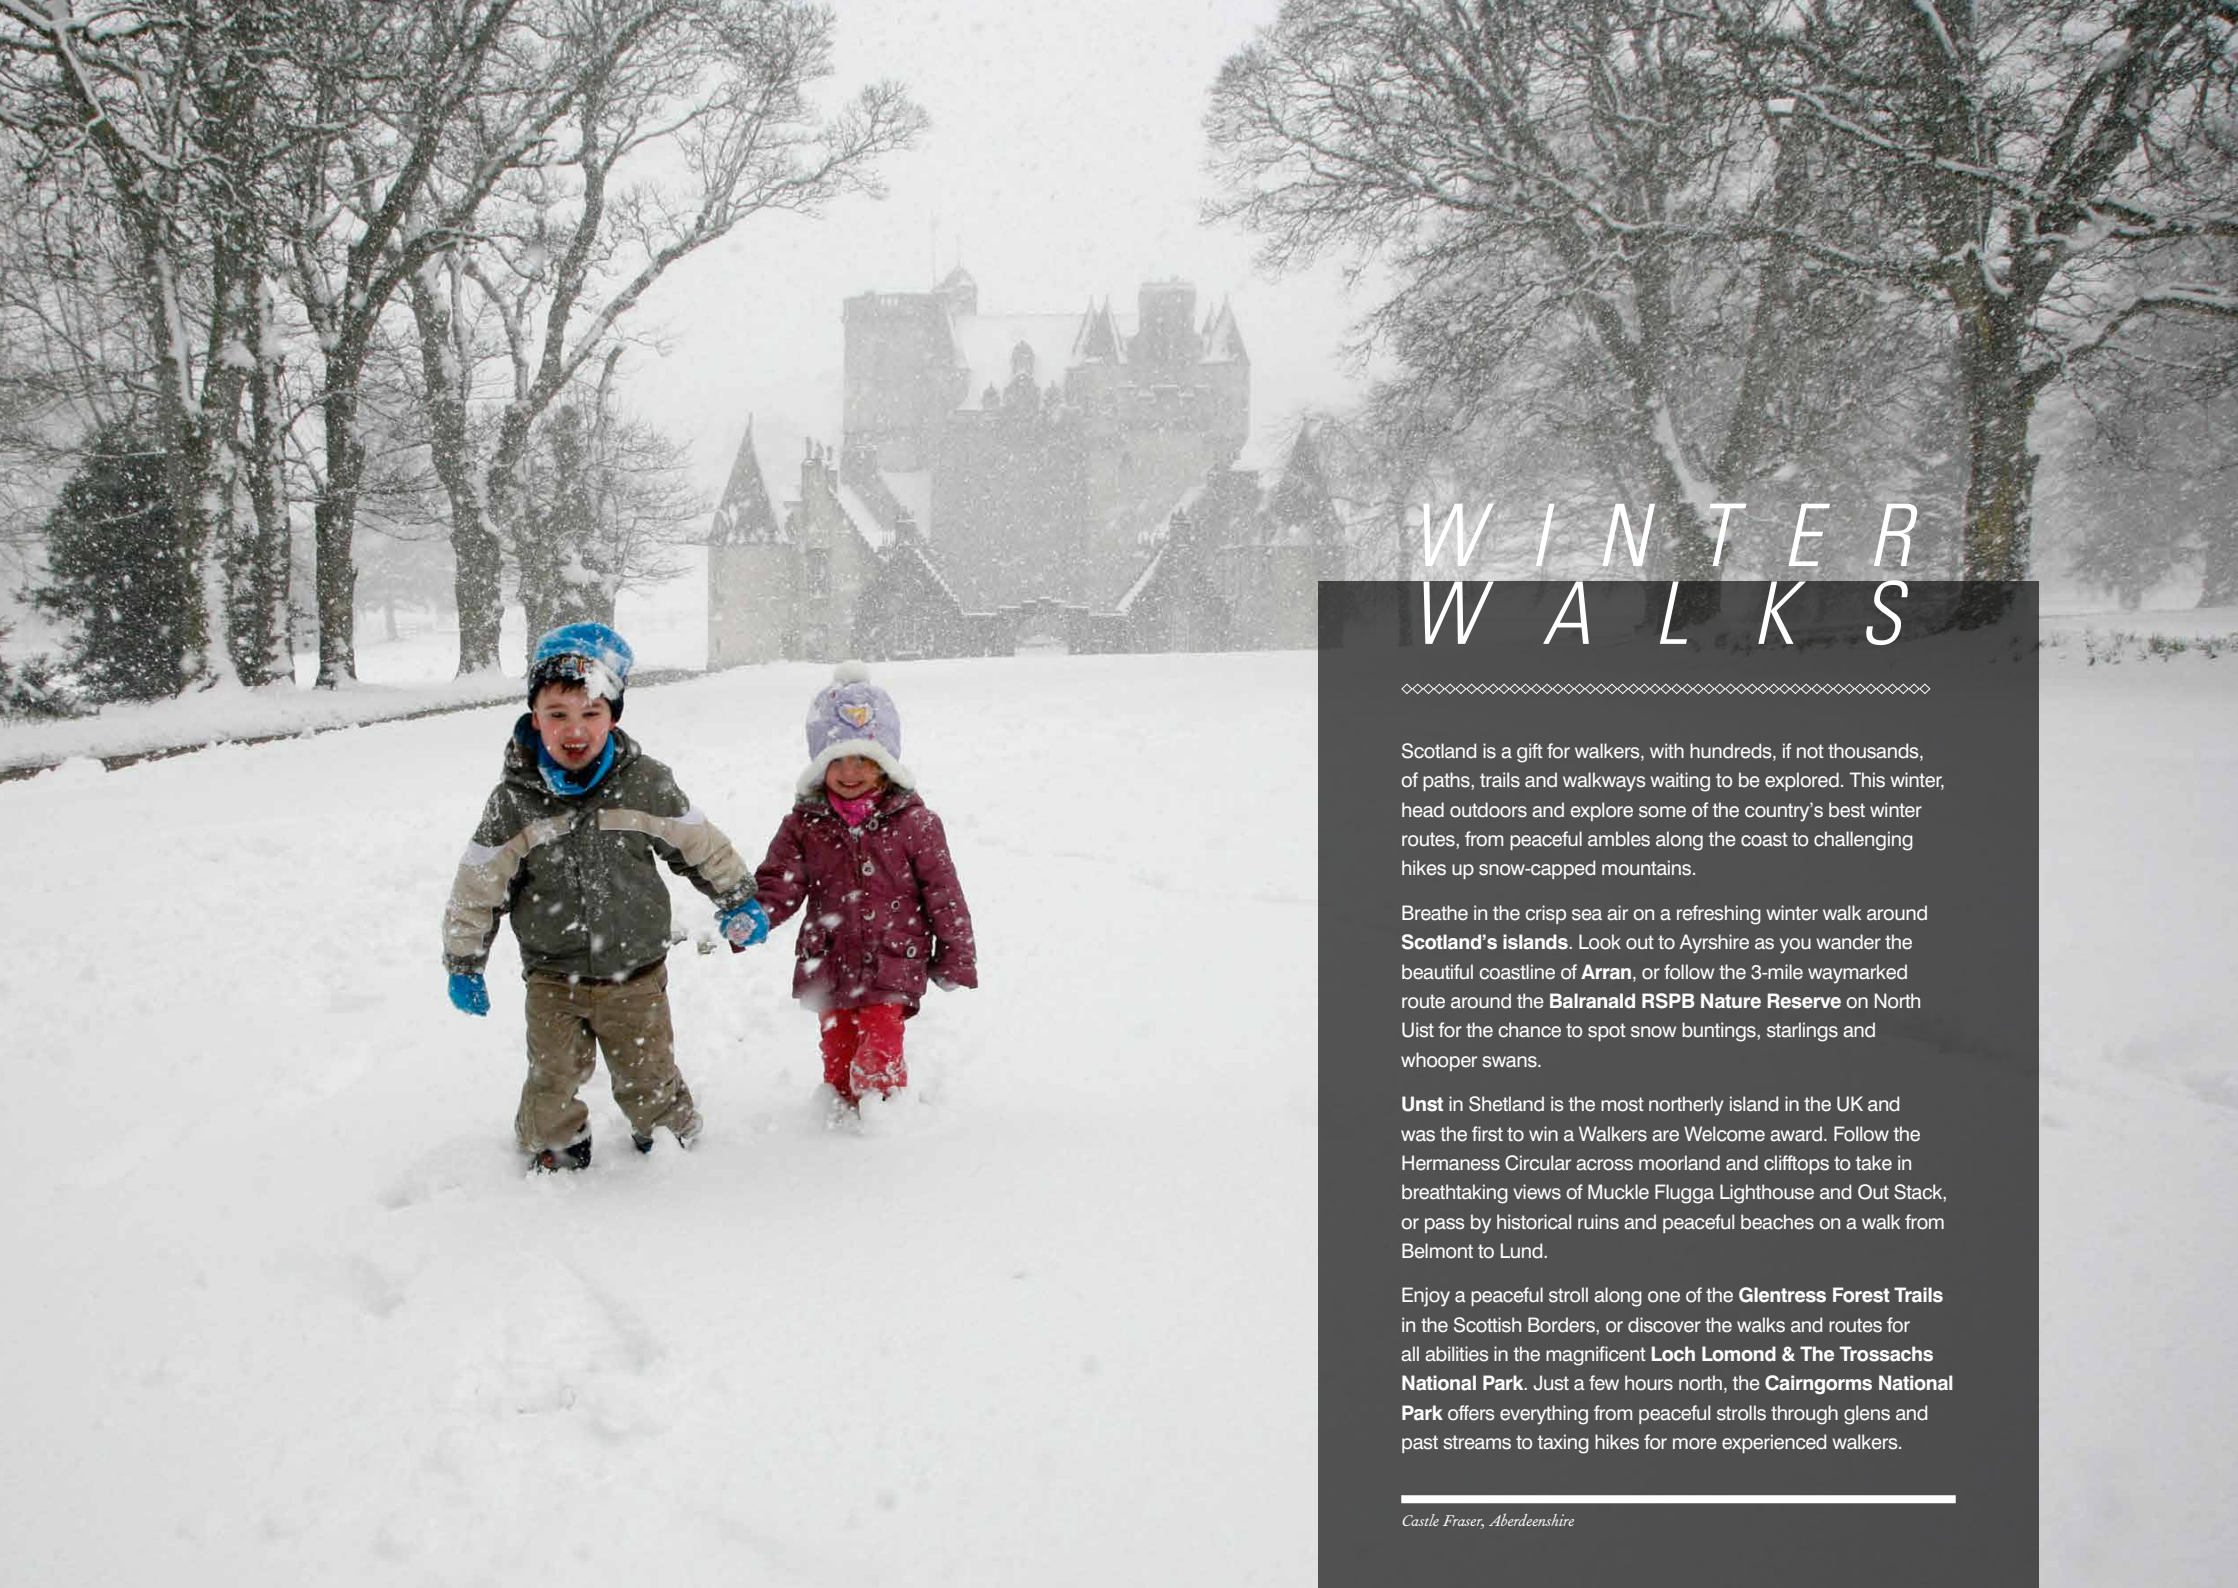 WINTER
WALKS
Scotland is a gift for walkers, with hundreds, if not thousands,
of paths, trails and walkways waiting to be explored. This winter,
head outdoors and explore some of the country's best winter
routes, from peaceful ambles along the coast to challenging
hikes up snow-capped mountains.
Breathe in the crisp sea air on a refreshing winter walk around
Scotland's islands. Look out to Ayrshire as you wander the
beautiful coastline of Arran, or follow the 3-mile waymarked
route around the Balranald RSPB Nature Reserve on North
Uist for the chance to spot snow buntings, starlings and
whooper swans.
Unst in Shetland is the most northerly island in the UK and
was the first to win a Walkers are Welcome award. Follow the
Hermaness Circular across moorland and clifftops to take in
breathtaking views of Muckle Flugga Lighthouse and Out Stack,
or pass by historical ruins and peaceful beaches on a walk from
Belmont to Lund.
Enjoy a peaceful stroll along one of the Glentress Forest Trails
in the Scottish Borders, or discover the walks and routes for
all abilities in the magnificent Loch Lomond & The Trossachs
National Park. Just a few hours north, the Cairngorms National
Park offers everything from peaceful strolls through glens and
past streams to taxing hikes for more experienced walkers.
Castle Fraser, Aberdeenshire